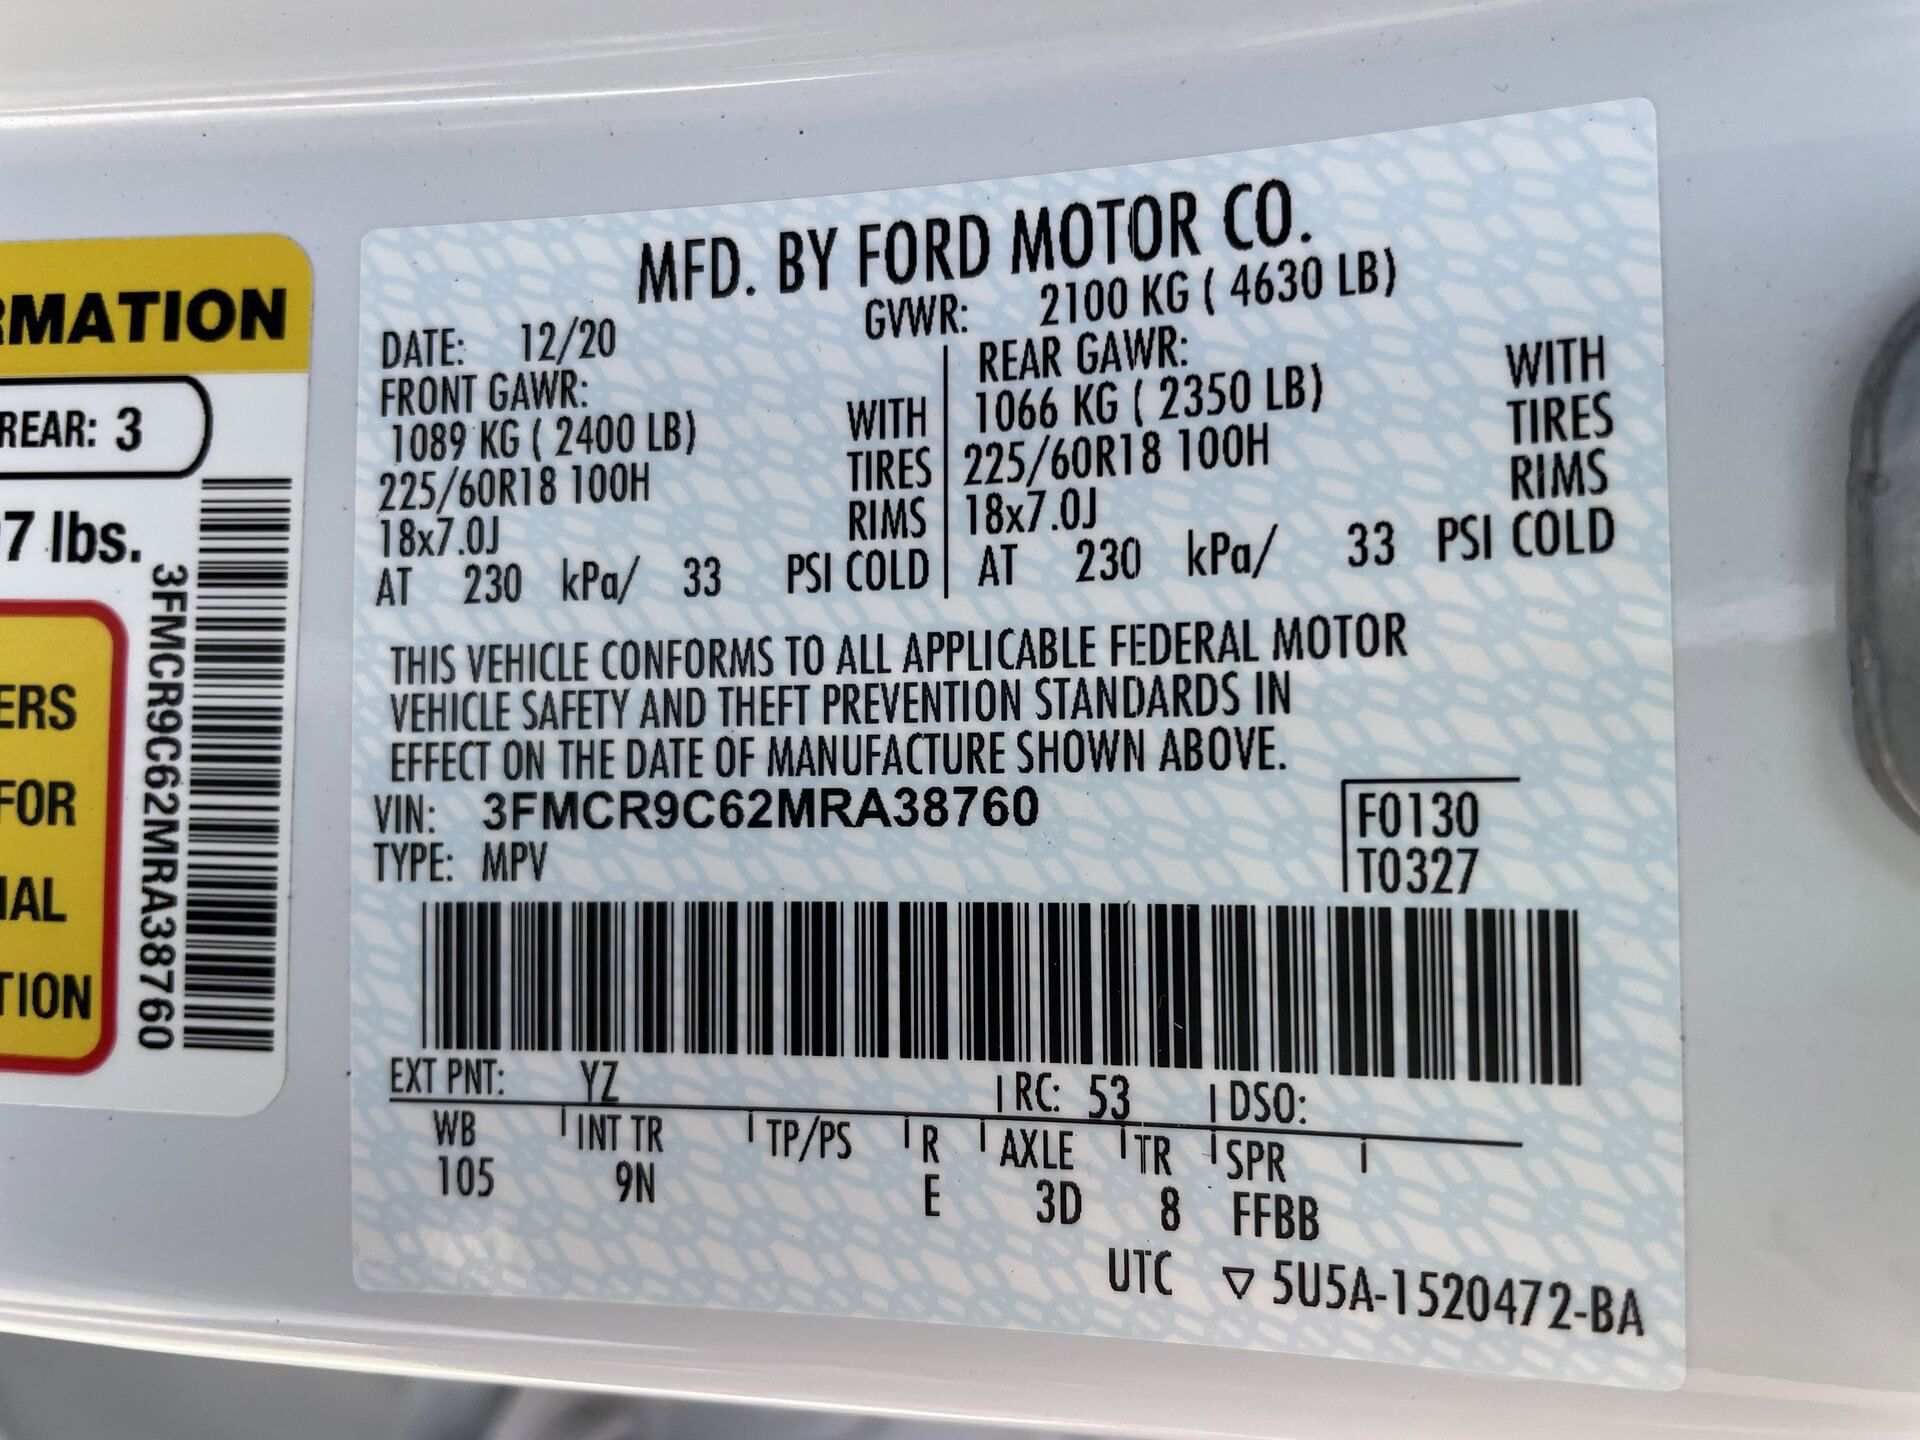 RMATION
REAR: 3
7 lbs.
ERS
FOR
IAL
TION
3FMCR9C62MRA38760
MFD. BY FORD MOTOR CO.
DATE: 12/20 GVWR: 2100 KG ( 4630 LB)
FRONT GAWR: REAR GAWR:
1089 KG ( 2400 LB) WITH 1066 KG ( 2350 LB) WITH
225/60R18 100H TIRES 225/60R18 100H TIRES
18x7.0J RIMS 18x7.0J RIMS
AT 230 kPa/ 33 PSI COLD AT 230 kPa/ 33 PSI COLD
THIS VEHICLE CONFORMS TO ALL APPLICABLE FEDERAL MOTOR
VEHICLE SAFETY AND THEFT PREVENTION STANDARDS IN
EFFECT ON THE DATE OF MANUFACTURE SHOWN ABOVE.
VIN: 3FMCR9C62MRA38760 F0130
TYPE: MPV T0327
EXT PNT: YZ RC: 53 DSO:
WB INT TR TP/PS R AXLE TR SPR
105 9N E 3D 8 FFBB
UTC ▽ 5U5A-1520472-BA